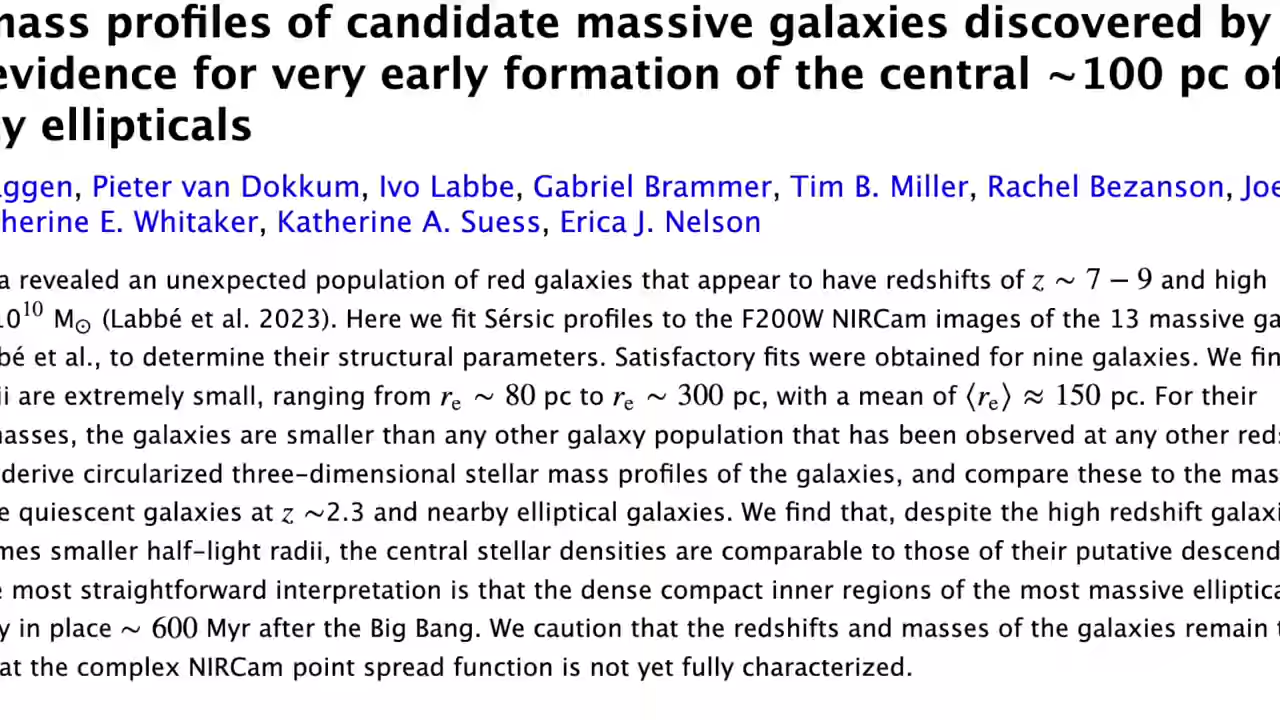 mass profiles of candidate massive galaxies discovered by
evidence for very early formation of the central ~100 pc of
y ellipticals
ggen, Pieter van Dokkum, Ivo Labbe, Gabriel Brammer, Tim B. Miller, Rachel Bezanson, Joe
herine E. Whitaker, Katherine A. Suess, Erica J. Nelson
a revealed an unexpected population of red galaxies that appear to have redshifts of z ∼ 7 − 9 and high
10¹⁰ M⊙ (Labbé et al. 2023). Here we fit Sérsic profiles to the F200W NIRCam images of the 13 massive ga
bé et al., to determine their structural parameters. Satisfactory fits were obtained for nine galaxies. We fin
ii are extremely small, ranging from rₑ ∼ 80 pc to rₑ ∼ 300 pc, with a mean of ⟨rₑ⟩ ≈ 150 pc. For their
masses, the galaxies are smaller than any other galaxy population that has been observed at any other reds
derive circularized three-dimensional stellar mass profiles of the galaxies, and compare these to the mas
e quiescent galaxies at z ∼2.3 and nearby elliptical galaxies. We find that, despite the high redshift galaxi
mes smaller half-light radii, the central stellar densities are comparable to those of their putative descend
e most straightforward interpretation is that the dense compact inner regions of the most massive elliptica
y in place ∼ 600 Myr after the Big Bang. We caution that the redshifts and masses of the galaxies remain t
at the complex NIRCam point spread function is not yet fully characterized.